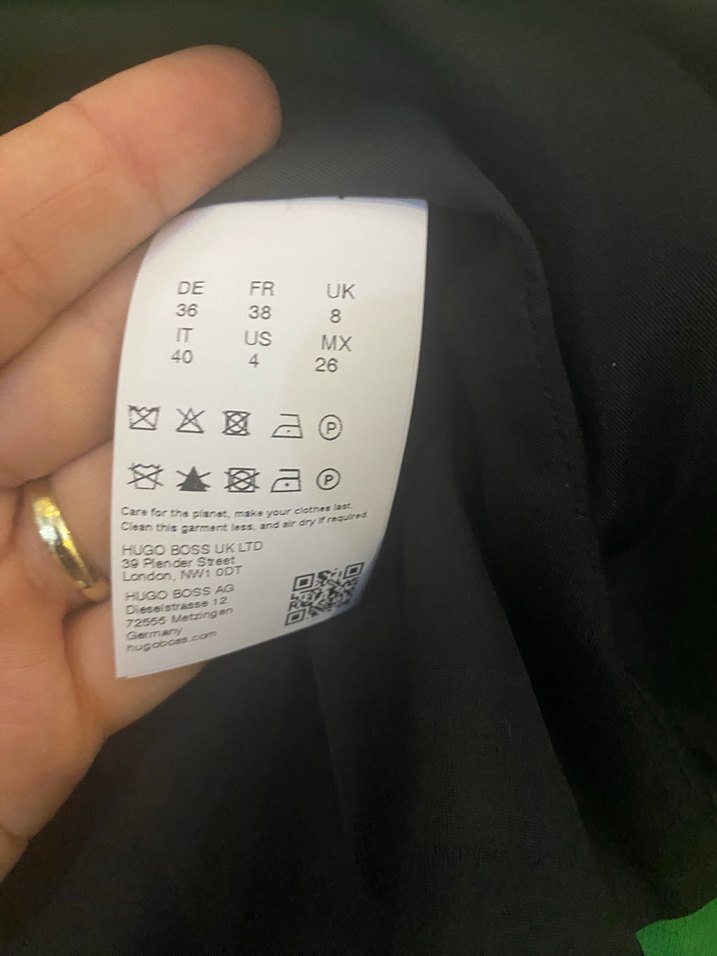 DE FR UK
36 38 8
IT US MX
40 4 26
P
P
Care for the planet, make your clothes last.
Clean this garment less, and air dry if required.
HUGO BOSS UK LTD
39 Plender Street
London, NW1 0DT
HUGO BOSS AG
Dieselstrasse 12
72555 Metzingen
Germany
hugoboss.com